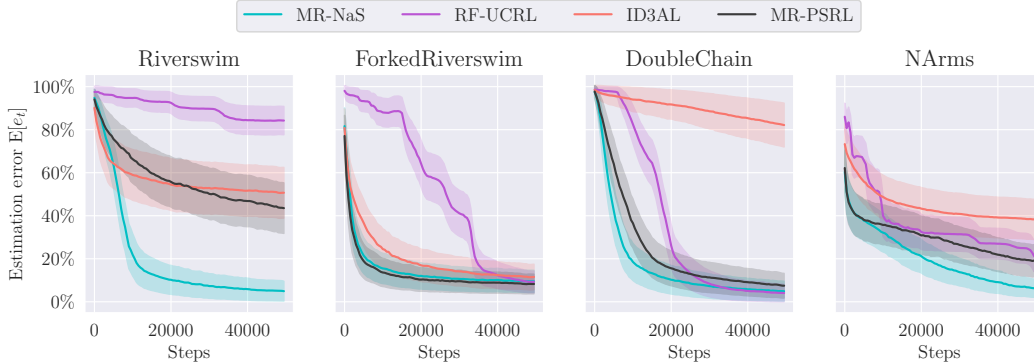 MR-NaS RF-UCRL ID3AL MR-PSRL
Riverswim ForkedRiverswim DoubleChain NArms
Estimation error E[e_t]
100%
80%
60%
40%
20%
0%
0 20000 40000 0 20000 40000 0 20000 40000 0 20000 40000
Steps Steps Steps Steps